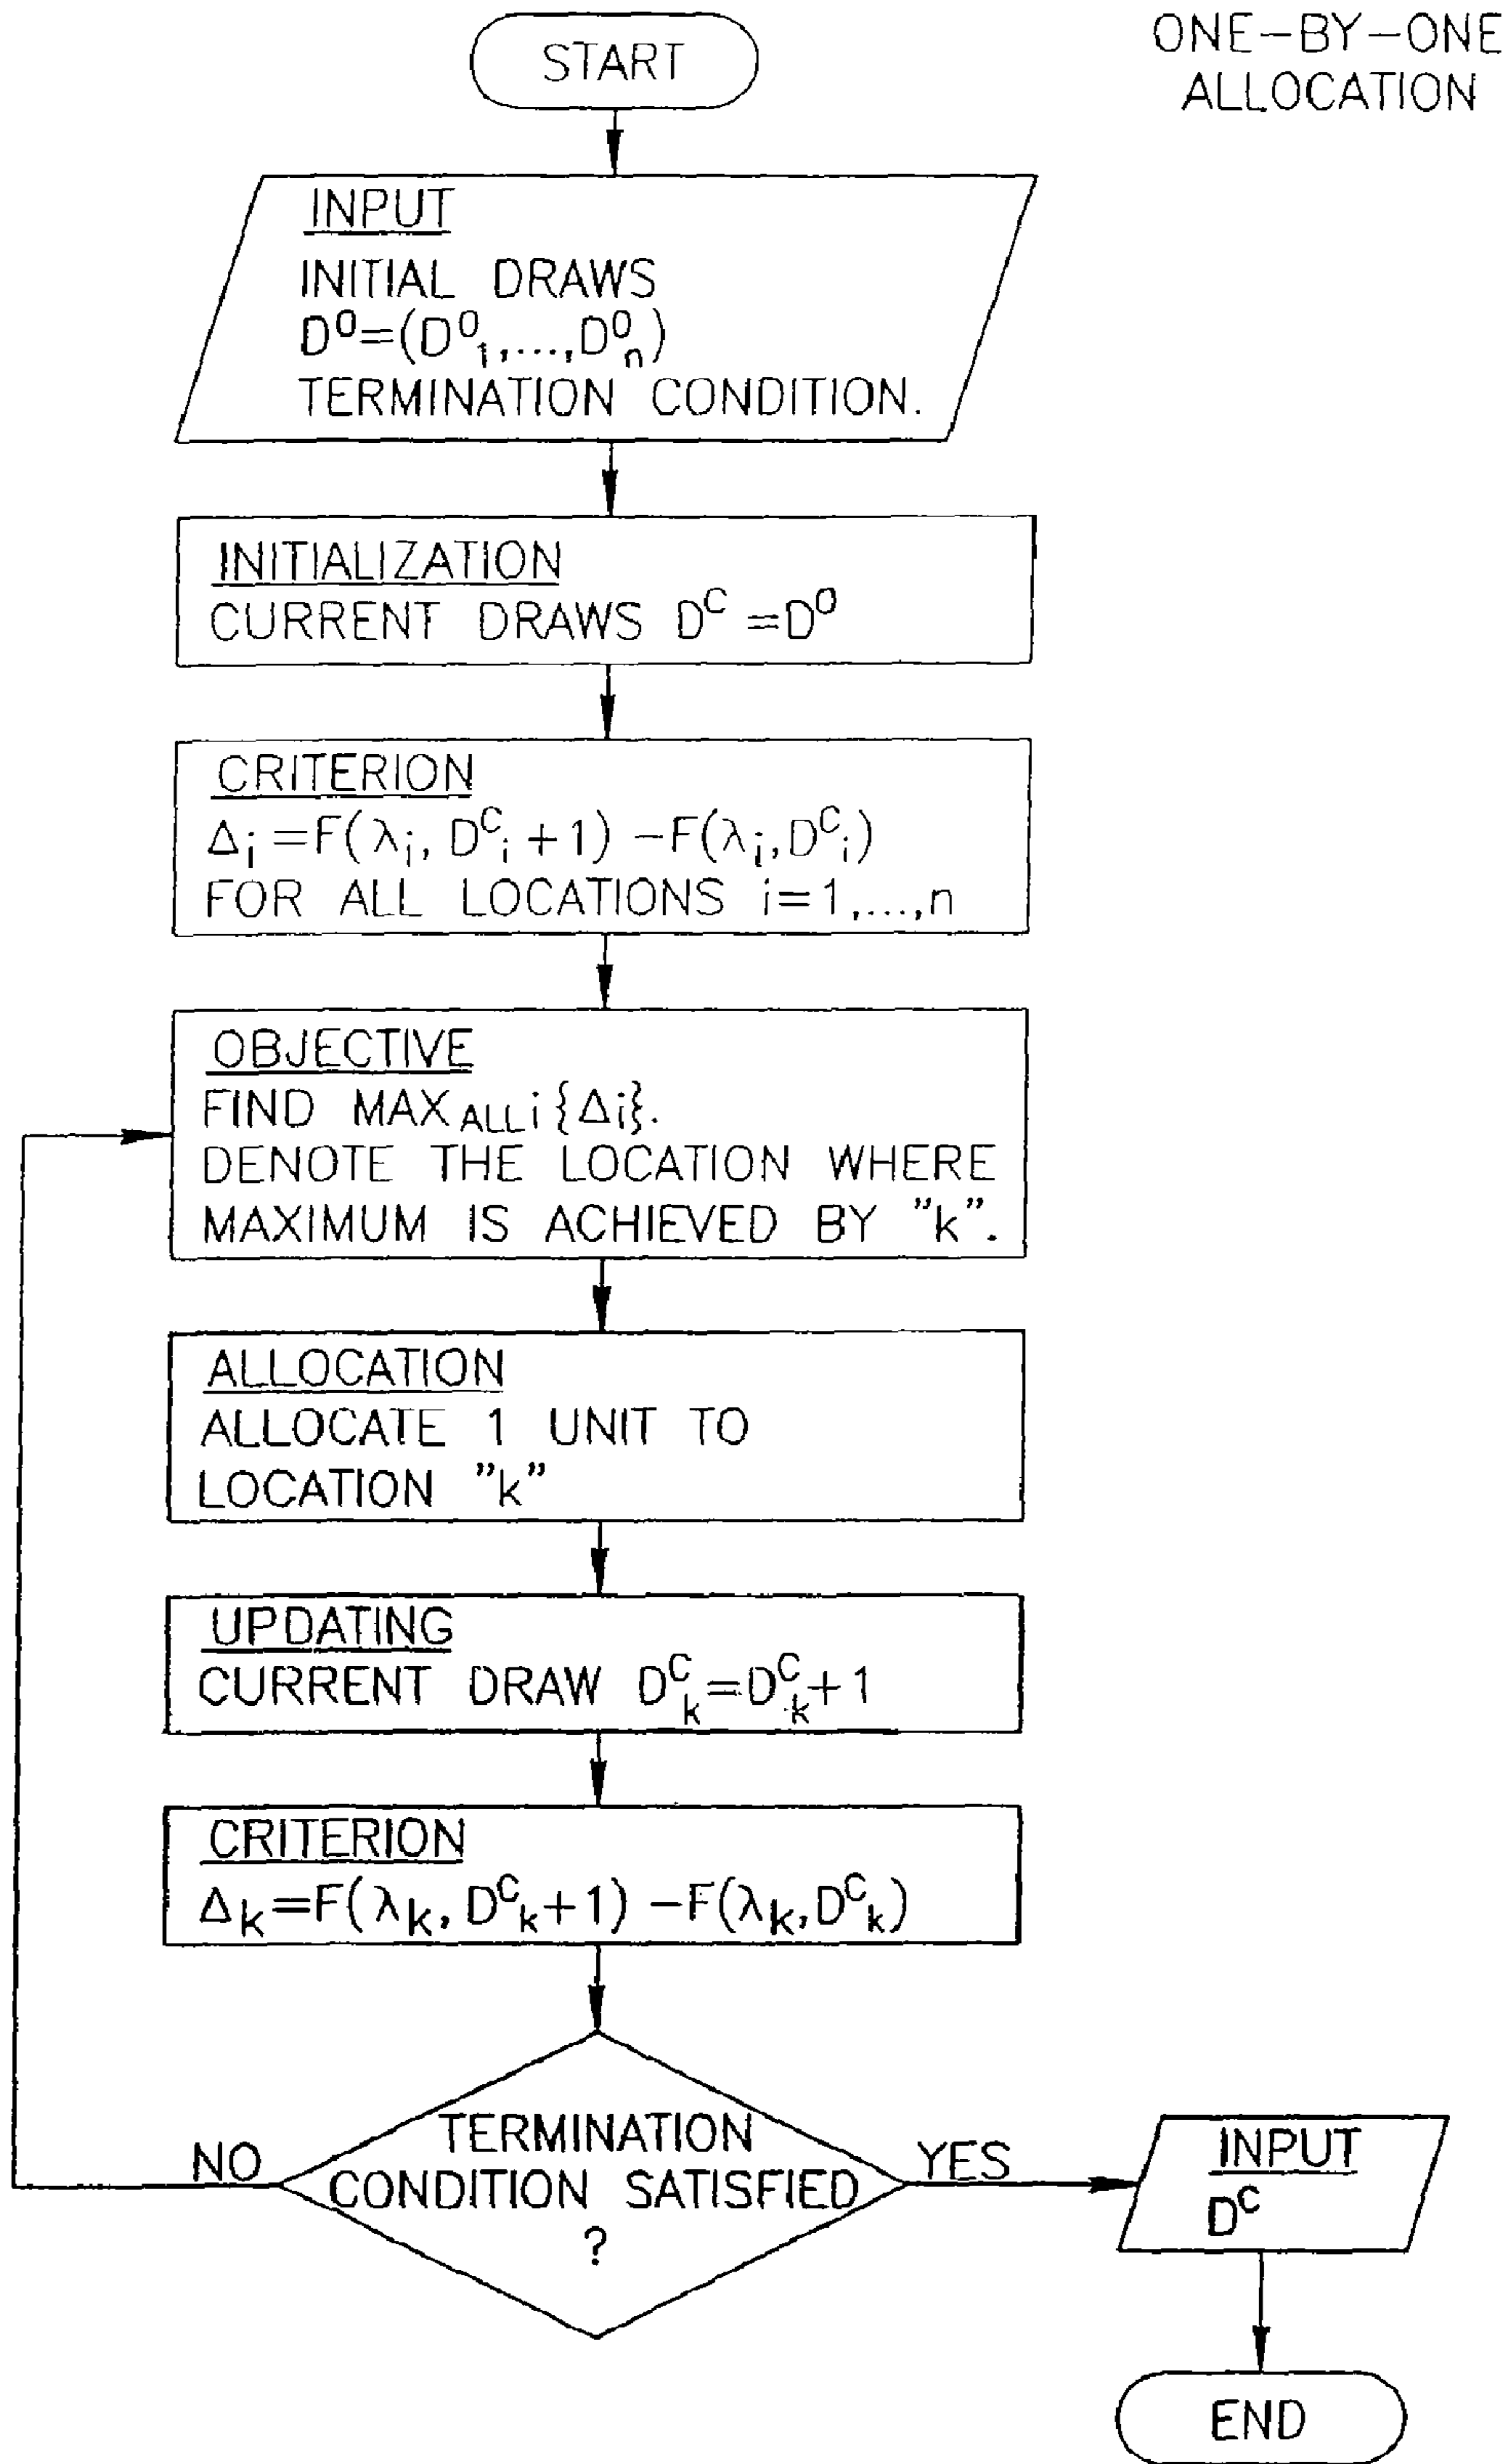 ONE-BY-ONE
ALLOCATION
START
INPUT
INITIAL DRAWS
D⁰=(D⁰₁,...,D⁰ₙ)
TERMINATION CONDITION.
INITIALIZATION
CURRENT DRAWS Dᶜ=D⁰
CRITERION
Δᵢ=F(λᵢ, Dᶜᵢ+1)-F(λᵢ,Dᶜᵢ)
FOR ALL LOCATIONS i=1,...,n
OBJECTIVE
FIND MAX ALL i{Δi}.
DENOTE THE LOCATION WHERE
MAXIMUM IS ACHIEVED BY "k".
ALLOCATION
ALLOCATE 1 UNIT TO
LOCATION "k"
UPDATING
CURRENT DRAW Dᶜₖ=Dᶜₖ+1
CRITERION
Δₖ=F(λₖ, Dᶜₖ+1)-F(λₖ,Dᶜₖ)
TERMINATION
CONDITION SATISFIED
?
NO
YES
INPUT
Dᶜ
END